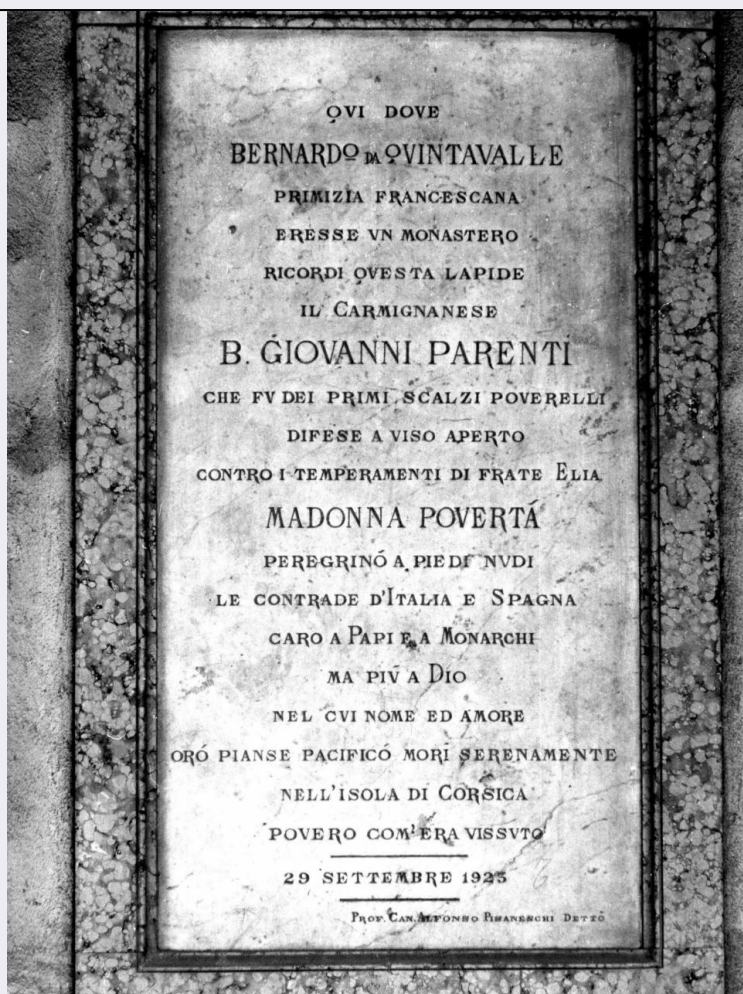 QVI DOVE
BERNARDO DA QVINTAVALLE
PRIMIZIA FRANCESCANA
ERESSE VN MONASTERO
RICORDI QVESTA LAPIDE
IL CARMIGNANESE
B. GIOVANNI PARENTI
CHE FV DEI PRIMI SCALZI POVERELLI
DIFESE A VISO APERTO
CONTRO I TEMPERAMENTI DI FRATE ELIA
MADONNA POVERTÁ
PEREGRINÓ A PIEDI NVDI
LE CONTRADE D'ITALIA E SPAGNA
CARO A PAPI E A MONARCHI
MA PIÚ A DIO
NEL CVI NOME ED AMORE
ORÓ PIANSE PACIFICÓ MORÍ SERENAMENTE
NELL'ISOLA DI CORSICA
POVERO COM'ERA VISSVTO
29 SETTEMBRE 1925
PROF. CAN. ALFONSO PISANESCHI DETTÓ